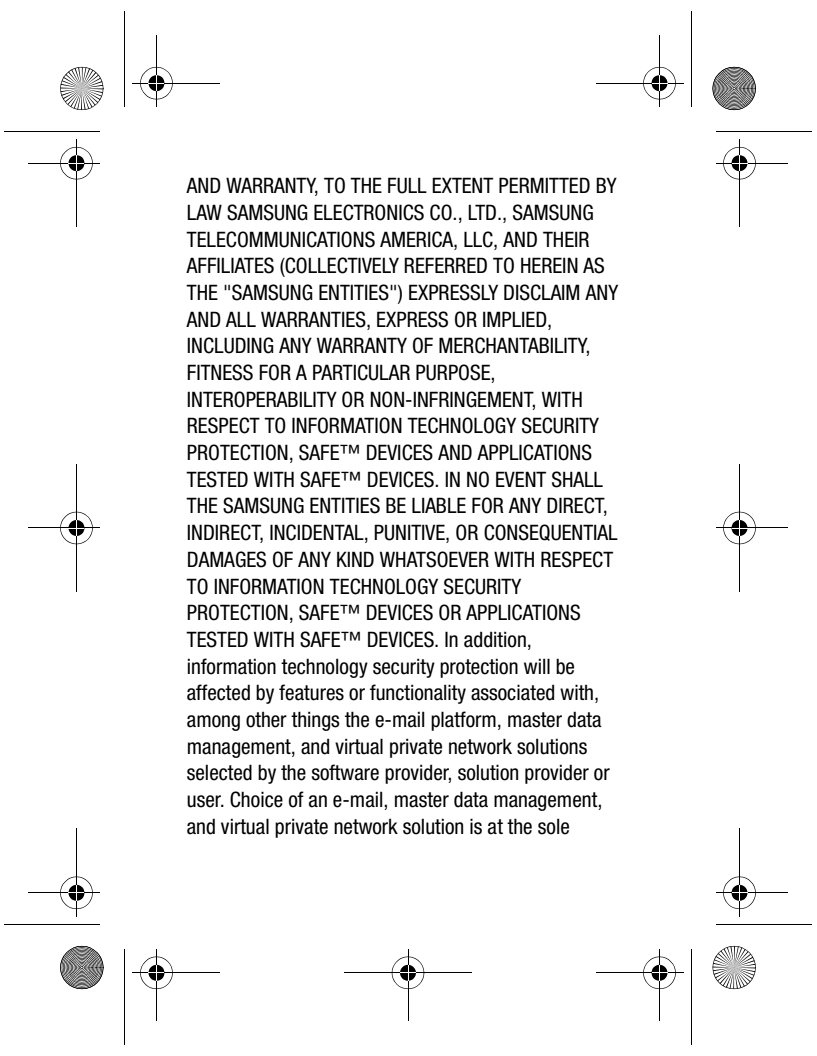 AND WARRANTY, TO THE FULL EXTENT PERMITTED BY
LAW SAMSUNG ELECTRONICS CO., LTD., SAMSUNG
TELECOMMUNICATIONS AMERICA, LLC, AND THEIR
AFFILIATES (COLLECTIVELY REFERRED TO HEREIN AS
THE "SAMSUNG ENTITIES") EXPRESSLY DISCLAIM ANY
AND ALL WARRANTIES, EXPRESS OR IMPLIED,
INCLUDING ANY WARRANTY OF MERCHANTABILITY,
FITNESS FOR A PARTICULAR PURPOSE,
INTEROPERABILITY OR NON-INFRINGEMENT, WITH
RESPECT TO INFORMATION TECHNOLOGY SECURITY
PROTECTION, SAFE™ DEVICES AND APPLICATIONS
TESTED WITH SAFE™ DEVICES. IN NO EVENT SHALL
THE SAMSUNG ENTITIES BE LIABLE FOR ANY DIRECT,
INDIRECT, INCIDENTAL, PUNITIVE, OR CONSEQUENTIAL
DAMAGES OF ANY KIND WHATSOEVER WITH RESPECT
TO INFORMATION TECHNOLOGY SECURITY
PROTECTION, SAFE™ DEVICES OR APPLICATIONS
TESTED WITH SAFE™ DEVICES. In addition,
information technology security protection will be
affected by features or functionality associated with,
among other things the e-mail platform, master data
management, and virtual private network solutions
selected by the software provider, solution provider or
user. Choice of an e-mail, master data management,
and virtual private network solution is at the sole